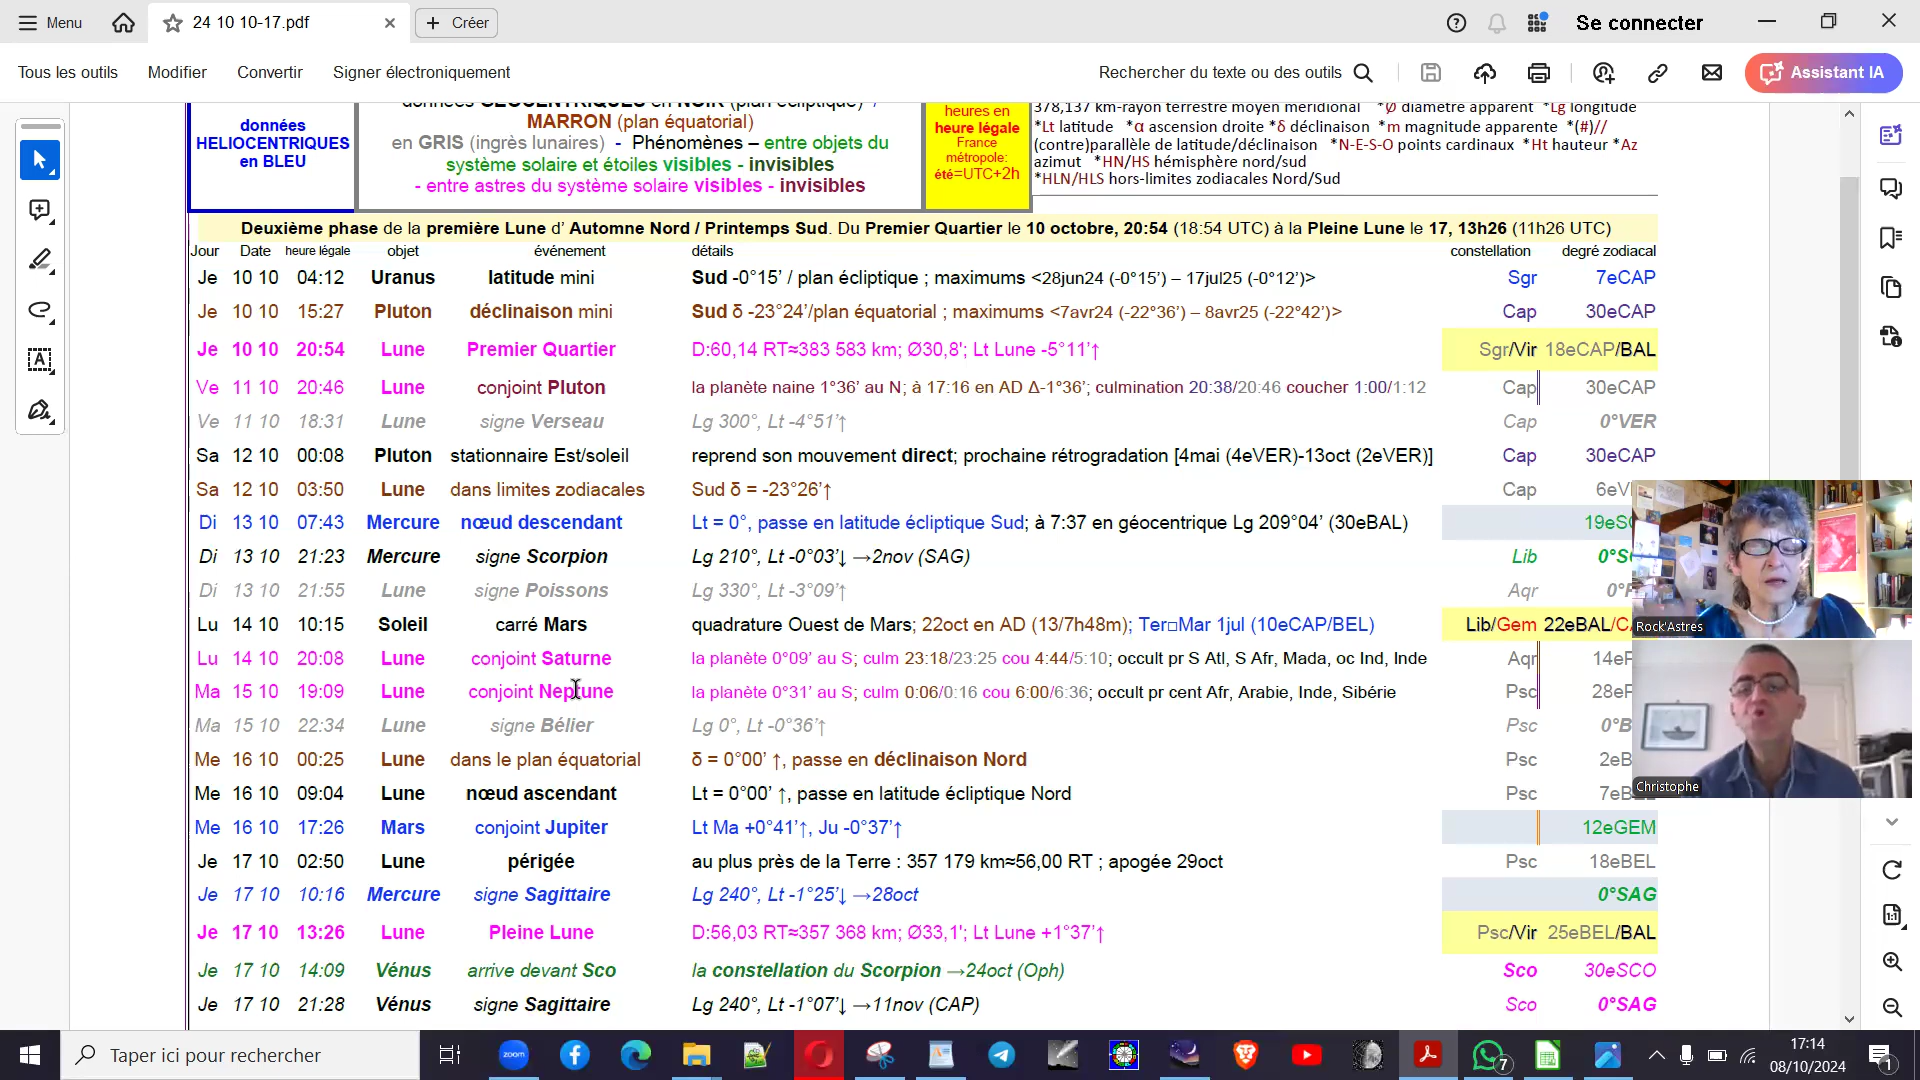 Menu
24 10 10-17.pdf
Créer
Se connecter
Tous les outils Modifier Convertir Signer électroniquement
Rechercher du texte ou des outils
Assistant IA
données
HELIOCENTRIQUES
en BLEU
données GEOCENTRIQUES en NOIR (plan écliptique) /
MARRON (plan équatorial)
en GRIS (ingrès lunaires) - Phénomènes – entre objets du
système solaire et étoiles visibles - invisibles
- entre astres du système solaire visibles - invisibles
heures en
heure légale
France
métropole:
été=UTC+2h
378,137 km-rayon terrestre moyen méridional *Ø diamètre apparent *Lg longitude
*Lt latitude *α ascension droite *δ déclinaison *m magnitude apparente *(#)//
(contre)parallèle de latitude/déclinaison *N-E-S-O points cardinaux *Ht hauteur *Az
azimut *HN/HS hémisphère nord/sud
*HLN/HLS hors-limites zodiacales Nord/Sud
Deuxième phase de la première Lune d’ Automne Nord / Printemps Sud. Du Premier Quartier le 10 octobre, 20:54 (18:54 UTC) à la Pleine Lune le 17, 13h26 (11h26 UTC)
Jour Date heure légale objet événement détails constellation degré zodiacal
Je 10 10 04:12 Uranus latitude mini Sud -0°15’ / plan écliptique ; maximums <28jun24 (-0°15’) – 17jul25 (-0°12’)> Sgr 7eCAP
Je 10 10 15:27 Pluton déclinaison mini Sud δ -23°24’/plan équatorial ; maximums <7avr24 (-22°36’) – 8avr25 (-22°42’)> Cap 30eCAP
Je 10 10 20:54 Lune Premier Quartier D:60,14 RT≈383 583 km; Ø30,8'; Lt Lune -5°11’↑ Sgr/Vir 18eCAP/BAL
Ve 11 10 20:46 Lune conjoint Pluton la planète naine 1°36’ au N; à 17:16 en AD Δ-1°36’; culmination 20:38/20:46 coucher 1:00/1:12 Cap 30eCAP
Ve 11 10 18:31 Lune signe Verseau Lg 300°, Lt -4°51’↑ Cap 0°VER
Sa 12 10 00:08 Pluton stationnaire Est/soleil reprend son mouvement direct; prochaine rétrogradation [4mai (4eVER)-13oct (2eVER)] Cap 30eCAP
Sa 12 10 03:50 Lune dans limites zodiacales Sud δ = -23°26’↑ Cap 6eV
Di 13 10 07:43 Mercure nœud descendant Lt = 0°, passe en latitude écliptique Sud; à 7:37 en géocentrique Lg 209°04’ (30eBAL) 19eS
Di 13 10 21:23 Mercure signe Scorpion Lg 210°, Lt -0°03’↓ →2nov (SAG) Lib 0°S
Di 13 10 21:55 Lune signe Poissons Lg 330°, Lt -3°09’↑ Aqr 0°
Lu 14 10 10:15 Soleil carré Mars quadrature Ouest de Mars; 22oct en AD (13/7h48m); Ter□Mar 1jul (10eCAP/BEL) Lib/Gem 22eBAL/C
Lu 14 10 20:08 Lune conjoint Saturne la planète 0°09’ au S; culm 23:18/23:25 cou 4:44/5:10; occult pr S Atl, S Afr, Mada, oc Ind, Inde Aqr 14e
Ma 15 10 19:09 Lune conjoint Neptune la planète 0°31’ au S; culm 0:06/0:16 cou 6:00/6:36; occult pr cent Afr, Arabie, Inde, Sibérie Psc 28e
Ma 15 10 22:34 Lune signe Bélier Lg 0°, Lt -0°36’↑ Psc 0°B
Me 16 10 00:25 Lune dans le plan équatorial δ = 0°00’ ↑, passe en déclinaison Nord Psc 2eB
Me 16 10 09:04 Lune nœud ascendant Lt = 0°00’ ↑, passe en latitude écliptique Nord Psc 7eB
Me 16 10 17:26 Mars conjoint Jupiter Lt Ma +0°41’↑, Ju -0°37’↑ 12eGEM
Je 17 10 02:50 Lune périgée au plus près de la Terre : 357 179 km≈56,00 RT ; apogée 29oct Psc 18eBEL
Je 17 10 10:16 Mercure signe Sagittaire Lg 240°, Lt -1°25’↓ →28oct 0°SAG
Je 17 10 13:26 Lune Pleine Lune D:56,03 RT≈357 368 km; Ø33,1'; Lt Lune +1°37’↑ Psc/Vir 25eBEL/BAL
Je 17 10 14:09 Vénus arrive devant Sco la constellation du Scorpion →24oct (Oph) Sco 30eSCO
Je 17 10 21:28 Vénus signe Sagittaire Lg 240°, Lt -1°07’↓ →11nov (CAP) Sco 0°SAG
Rock'Astres
Christophe
Taper ici pour rechercher
zoom
7
17:14
08/10/2024
1